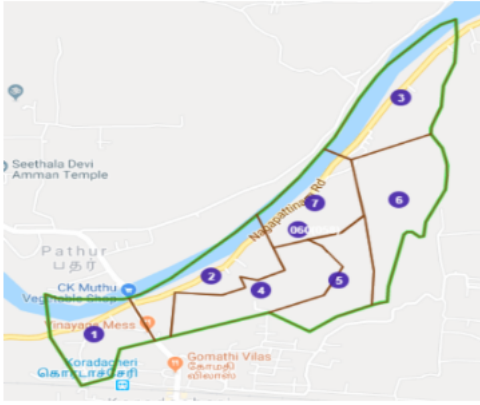 3
Seethala Devi
Amman Temple
6
7
Nagapattinam Rd
060
Pathur
பதூர்
2
5
CK Muthu
Vegetable Shop
4
Vinayaga Mess
1
Koradacheri
கொரடாச்சேரி
Gomathi Vilas
கோமதி
விலாஸ்